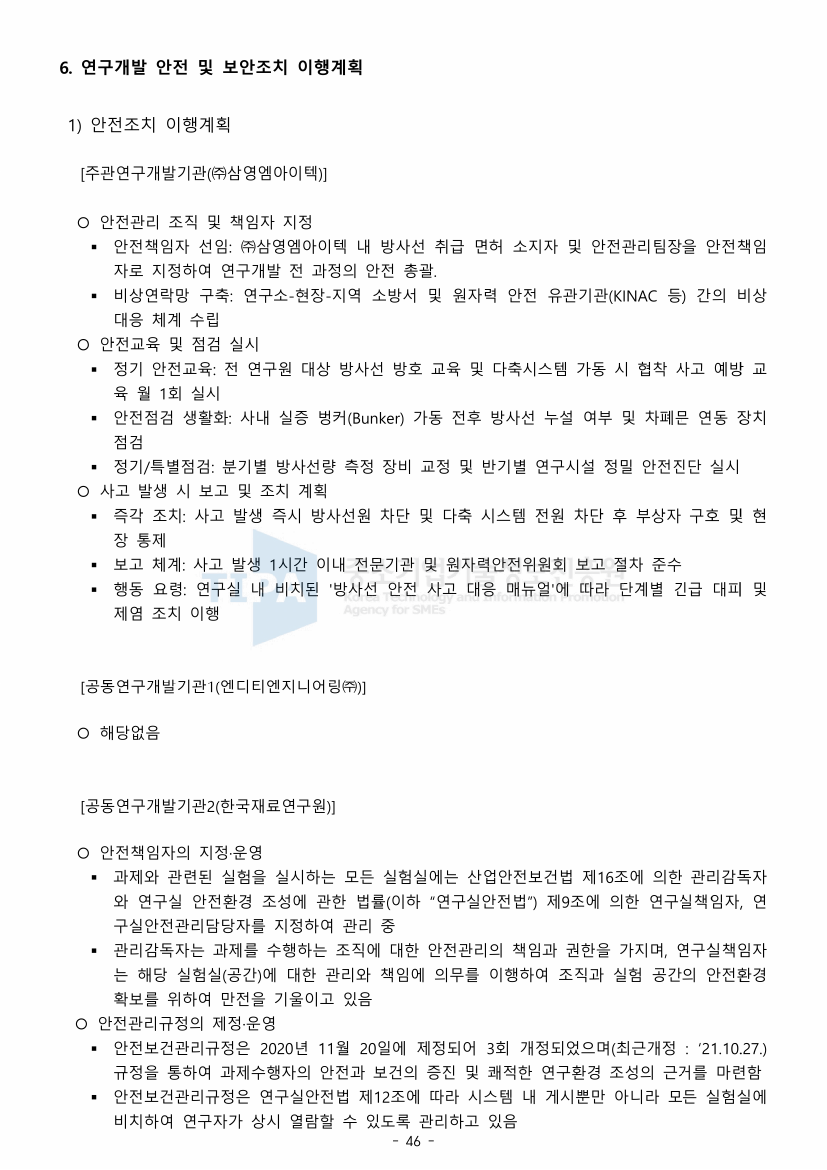 6. 연구개발 안전 및 보안조치 이행계획
1) 안전조치 이행계획
[주관연구개발기관(㈜삼영엠아이텍)]
○ 안전관리 조직 및 책임자 지정
▪ 안전책임자 선임: ㈜삼영엠아이텍 내 방사선 취급 면허 소지자 및 안전관리팀장을 안전책임
자로 지정하여 연구개발 전 과정의 안전 총괄.
▪ 비상연락망 구축: 연구소-현장-지역 소방서 및 원자력 안전 유관기관(KINAC 등) 간의 비상
대응 체계 수립
○ 안전교육 및 점검 실시
▪ 정기 안전교육: 전 연구원 대상 방사선 방호 교육 및 다축시스템 가동 시 협착 사고 예방 교
육 월 1회 실시
▪ 안전점검 생활화: 사내 실증 벙커(Bunker) 가동 전후 방사선 누설 여부 및 차폐문 연동 장치
점검
▪ 정기/특별점검: 분기별 방사선량 측정 장비 교정 및 반기별 연구시설 정밀 안전진단 실시
○ 사고 발생 시 보고 및 조치 계획
▪ 즉각 조치: 사고 발생 즉시 방사선원 차단 및 다축 시스템 전원 차단 후 부상자 구호 및 현
장 통제
▪ 보고 체계: 사고 발생 1시간 이내 전문기관 및 원자력안전위원회 보고 절차 준수
▪ 행동 요령: 연구실 내 비치된 '방사선 안전 사고 대응 매뉴얼'에 따라 단계별 긴급 대피 및
제염 조치 이행
TIPA 중소기업기술정보진흥원
Korea Technology and Information Promotion
Agency for SMEs
[공동연구개발기관1(엔디티엔지니어링㈜)]
○ 해당없음
[공동연구개발기관2(한국재료연구원)]
○ 안전책임자의 지정·운영
▪ 과제와 관련된 실험을 실시하는 모든 실험실에는 산업안전보건법 제16조에 의한 관리감독자
와 연구실 안전환경 조성에 관한 법률(이하 “연구실안전법”) 제9조에 의한 연구실책임자, 연
구실안전관리담당자를 지정하여 관리 중
▪ 관리감독자는 과제를 수행하는 조직에 대한 안전관리의 책임과 권한을 가지며, 연구실책임자
는 해당 실험실(공간)에 대한 관리와 책임에 의무를 이행하여 조직과 실험 공간의 안전환경
확보를 위하여 만전을 기울이고 있음
○ 안전관리규정의 제정·운영
▪ 안전보건관리규정은 2020년 11월 20일에 제정되어 3회 개정되었으며(최근개정 : ‘21.10.27.)
규정을 통하여 과제수행자의 안전과 보건의 증진 및 쾌적한 연구환경 조성의 근거를 마련함
▪ 안전보건관리규정은 연구실안전법 제12조에 따라 시스템 내 게시뿐만 아니라 모든 실험실에
비치하여 연구자가 상시 열람할 수 있도록 관리하고 있음
- 46 -